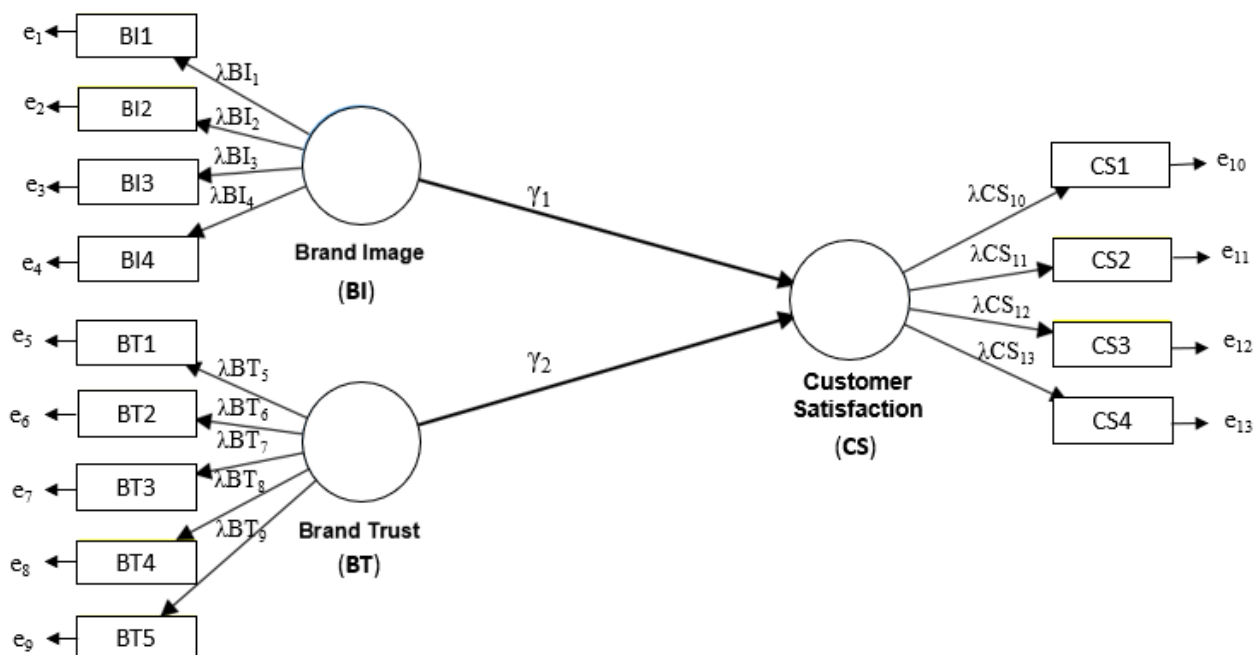 e₁
BI1
λBI₁
e₂
BI2
λBI₂
e₃
BI3
λBI₃
λBI₄
e₄
BI4
Brand Image
(BI)
γ₁
e₅
BT1
λBT₅
e₆
BT2
λBT₆
λBT₇
e₇
BT3
λBT₈
λBT₉
e₈
BT4
e₉
BT5
Brand Trust
(BT)
γ₂
Customer
Satisfaction
(CS)
λCS₁₀
CS1
e₁₀
λCS₁₁
CS2
e₁₁
λCS₁₂
CS3
e₁₂
λCS₁₃
CS4
e₁₃